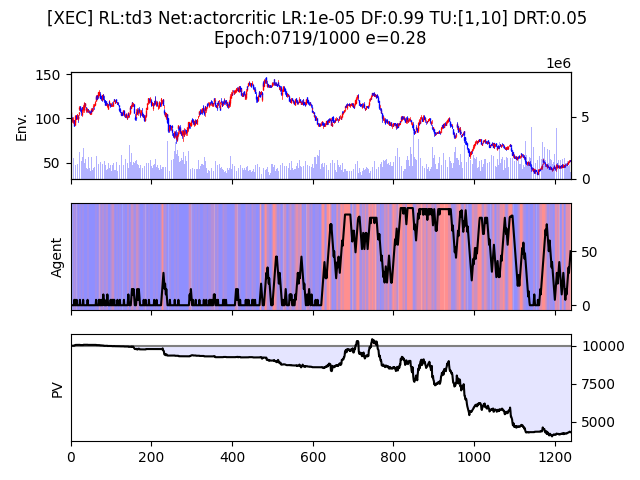 [XEC] RL:td3 Net:actorcritic LR:1e-05 DF:0.99 TU:[1,10] DRT:0.05
Epoch:0719/1000 e=0.28
1e6
150
100
50
Env.
5
0
Agent
50
0
PV
10000
7500
5000
0 200 400 600 800 1000 1200